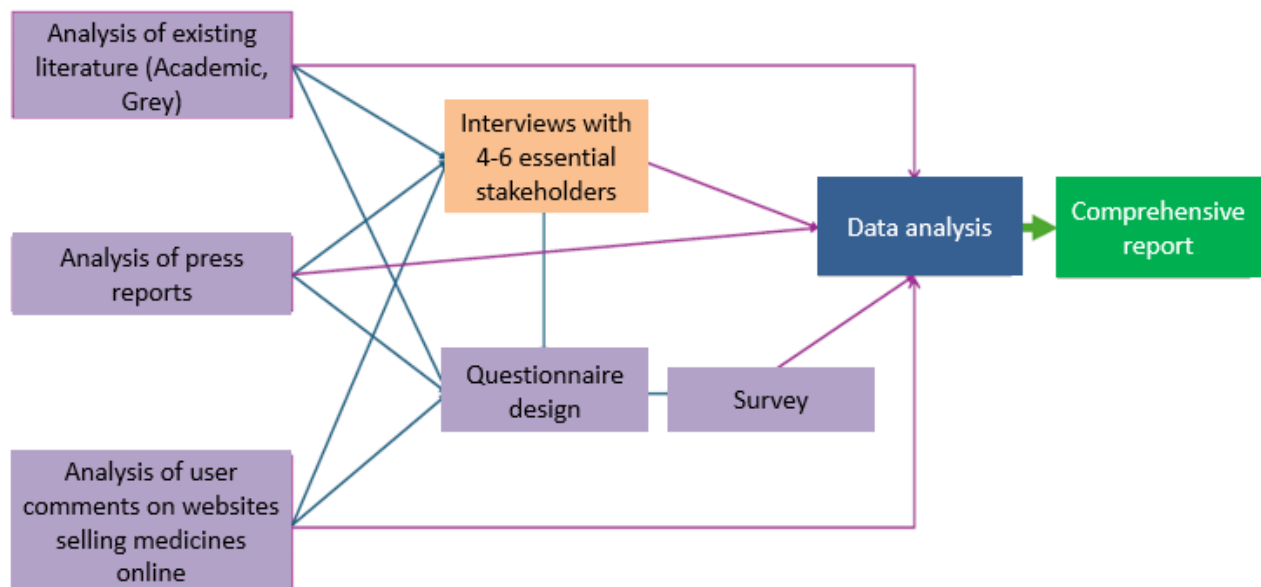 Analysis of existing
literature (Academic,
Grey)
Interviews with
4-6 essential
stakeholders
Data analysis
Comprehensive
report
Analysis of press
reports
Questionnaire
design
Survey
Analysis of user
comments on websites
selling medicines
online